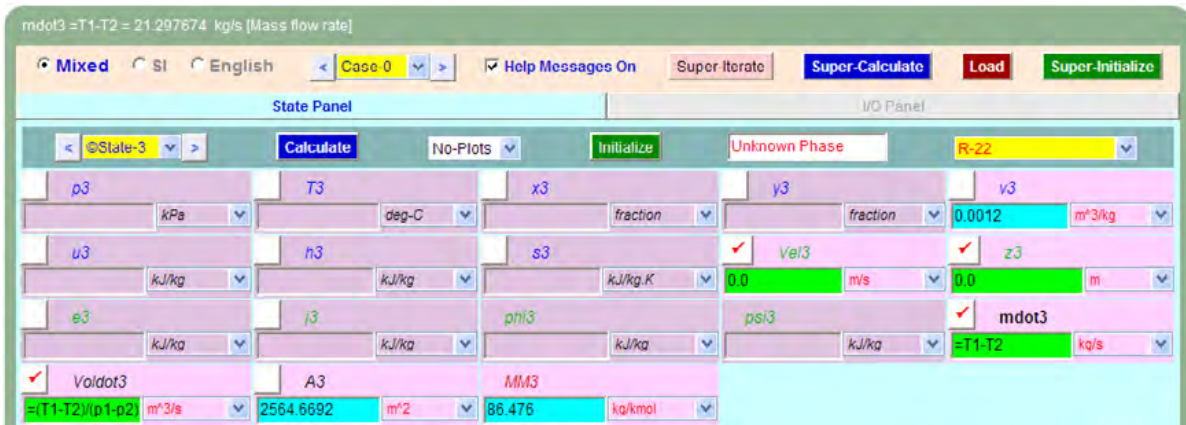 mdot3 =T1-T2 = 21.297674 kg/s [Mass flow rate]
Mixed SI English < Case-0 > Help Messages On Super-Iterate Super-Calculate Load Super-Initialize
State Panel I/O Panel
< ©State-3 > Calculate No-Plots Initialize Unknown Phase R-22
p3 T3 x3 y3 v3
kPa deg-C fraction fraction 0.0012 m^3/kg
u3 h3 s3 Vel3 z3
kJ/kg kJ/kg kJ/kg.K 0.0 m/s 0.0 m
e3 j3 phi3 psi3 mdot3
kJ/kg kJ/kg kJ/kg kJ/kg =T1-T2 kg/s
Voldot3 A3 MM3
=(T1-T2)/(p1-p2) m^3/s 2564.6692 m^2 86.476 kg/kmol